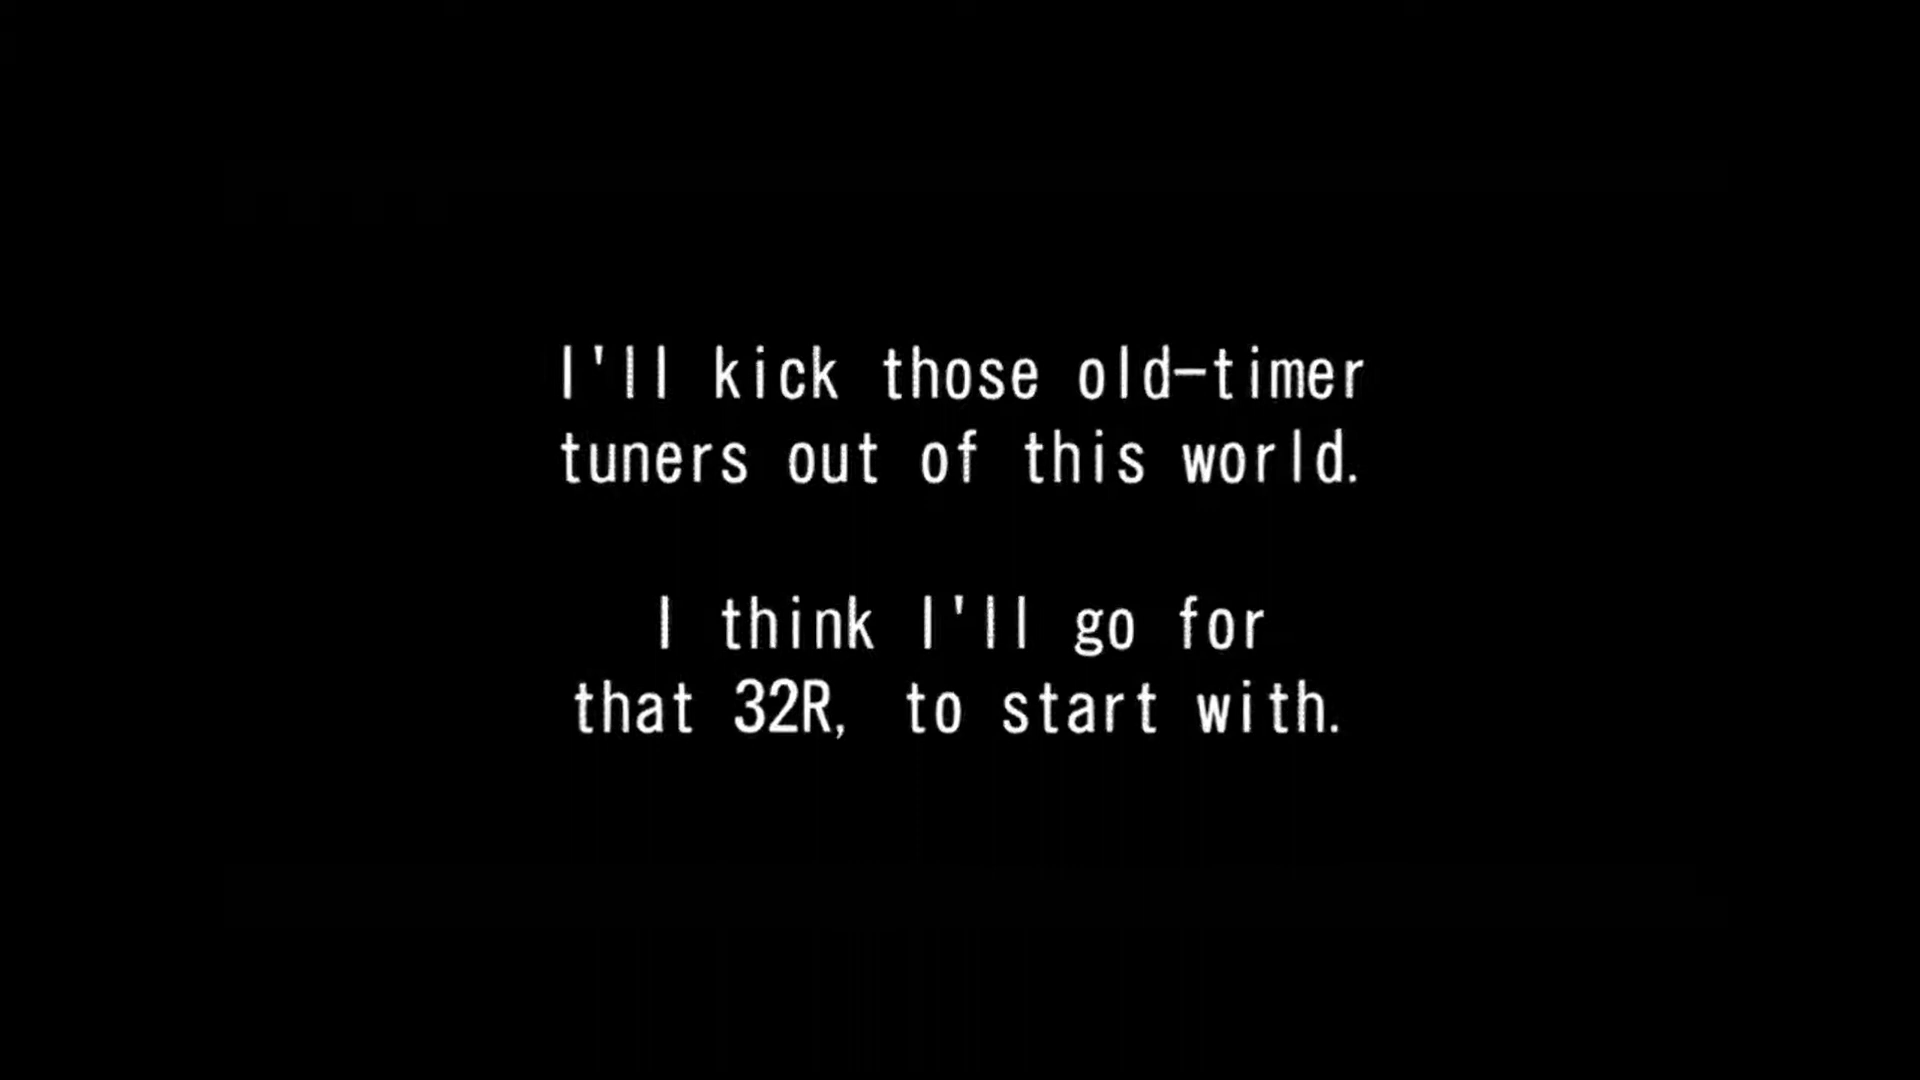 I'll kick those old-timer
tuners out of this world.
I think I'll go for
that 32R, to start with.